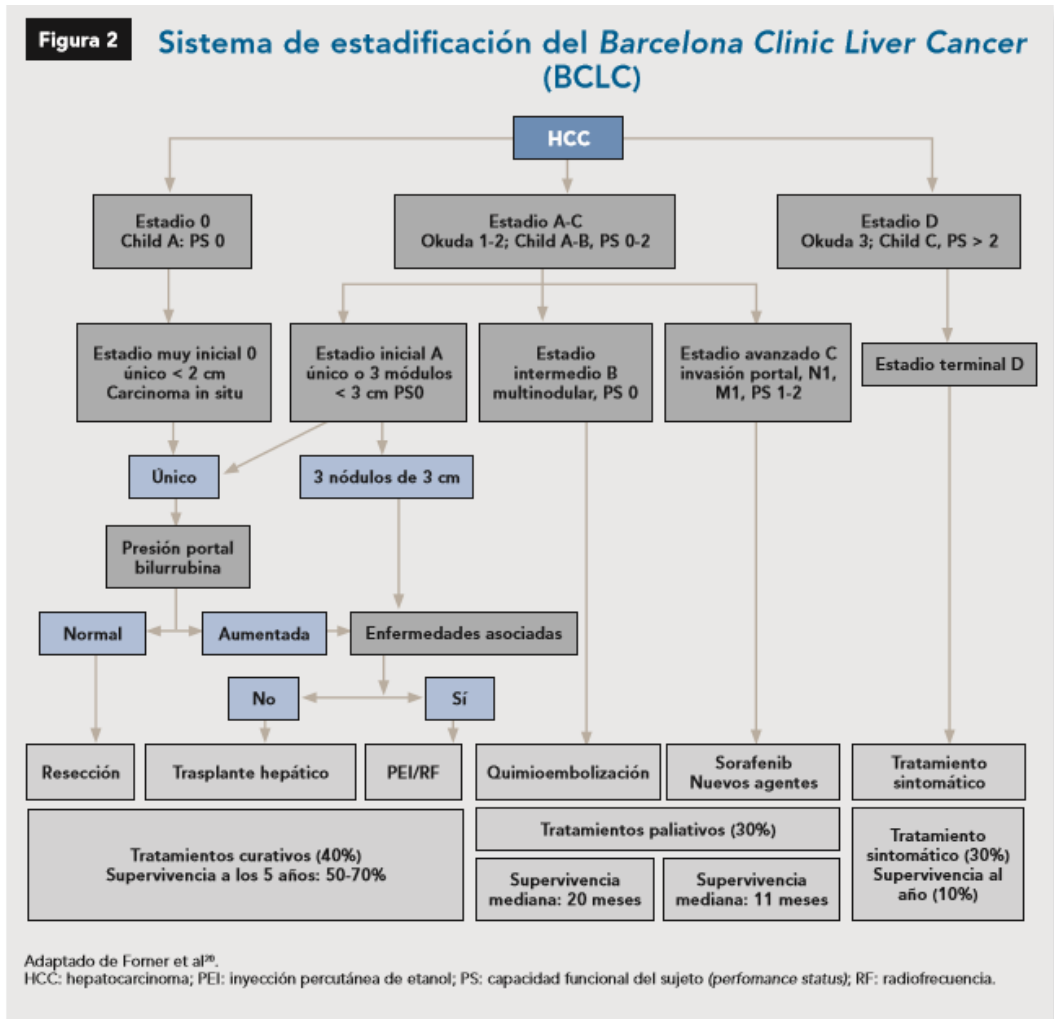 Figura 2
Sistema de estadificación del Barcelona Clinic Liver Cancer
(BCLC)
HCC
Estadio 0
Child A: PS 0
Estadio A-C
Okuda 1-2; Child A-B, PS 0-2
Estadio D
Okuda 3; Child C, PS > 2
Estadio muy inicial 0
único < 2 cm
Carcinoma in situ
Estadio inicial A
único o 3 módulos
< 3 cm PS0
Estadio
intermedio B
multinodular, PS 0
Estadio avanzado C
invasión portal, N1,
M1, PS 1-2
Estadio terminal D
Único
3 nódulos de 3 cm
Presión portal
bilurrubina
Normal
Aumentada
Enfermedades asociadas
No
Sí
Resección
Trasplante hepático
PEI/RF
Quimioembolización
Sorafenib
Nuevos agentes
Tratamiento
sintomático
Tratamientos curativos (40%)
Supervivencia a los 5 años: 50-70%
Tratamientos paliativos (30%)
Supervivencia
mediana: 20 meses
Supervivencia
mediana: 11 meses
Tratamiento
sintomático (30%)
Supervivencia al
año (10%)
Adaptado de Forner et al²⁰.
HCC: hepatocarcinoma; PEI: inyección percutánea de etanol; PS: capacidad funcional del sujeto (perfomance status); RF: radiofrecuencia.